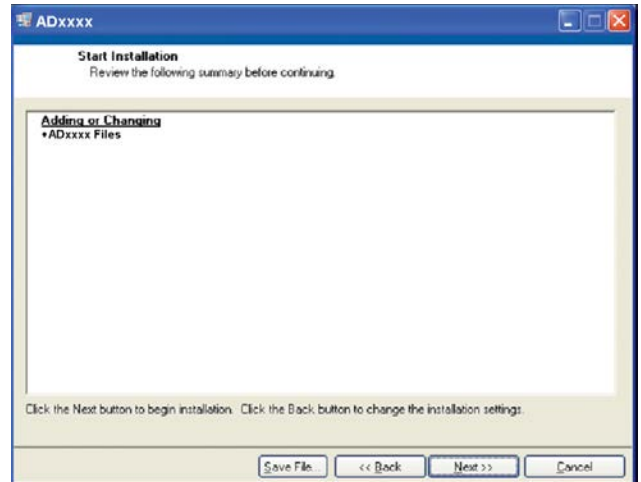 ADxxxx
Start Installation
Review the following summary before continuing.
Adding or Changing
•ADxxxx Files
Click the Next button to begin installation. Click the Back button to change the installation settings.
Save File... << Back Next >> Cancel